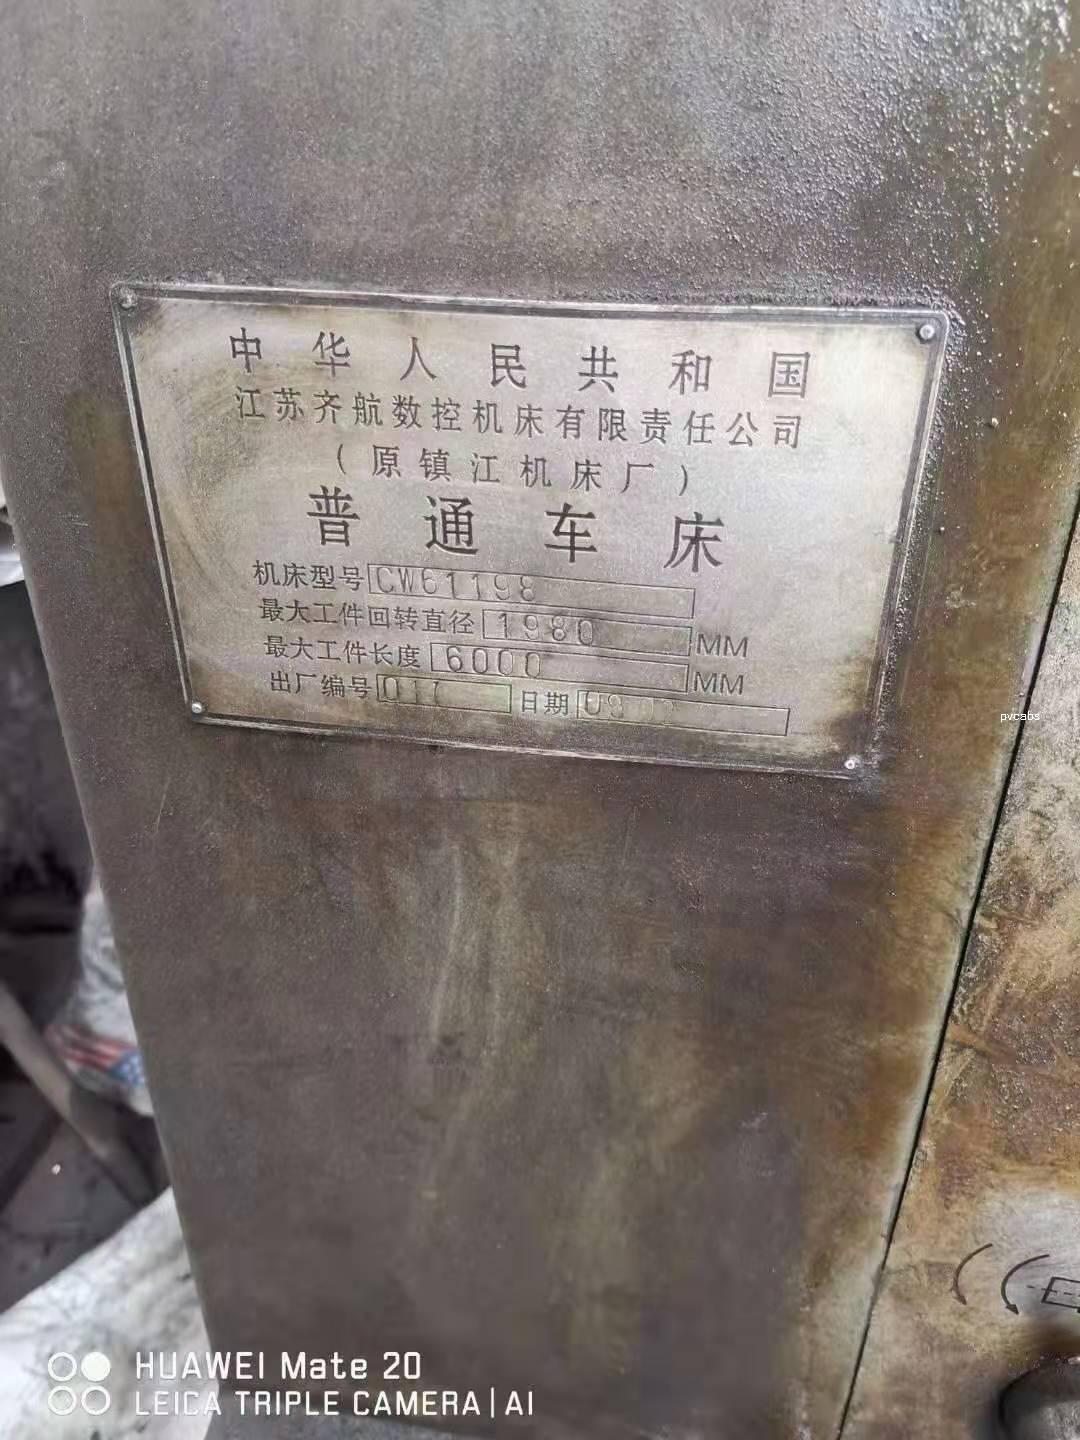 中华人民共和国
江苏齐航数控机床有限责任公司
（原镇江机床厂）
普通车床
机床型号 CW61198
最大工件回转直径 1980 MM
最大工件长度 6000 MM
出厂编号 017 日期
pvcabs
HUAWEI Mate 20
LEICA TRIPLE CAMERA | AI